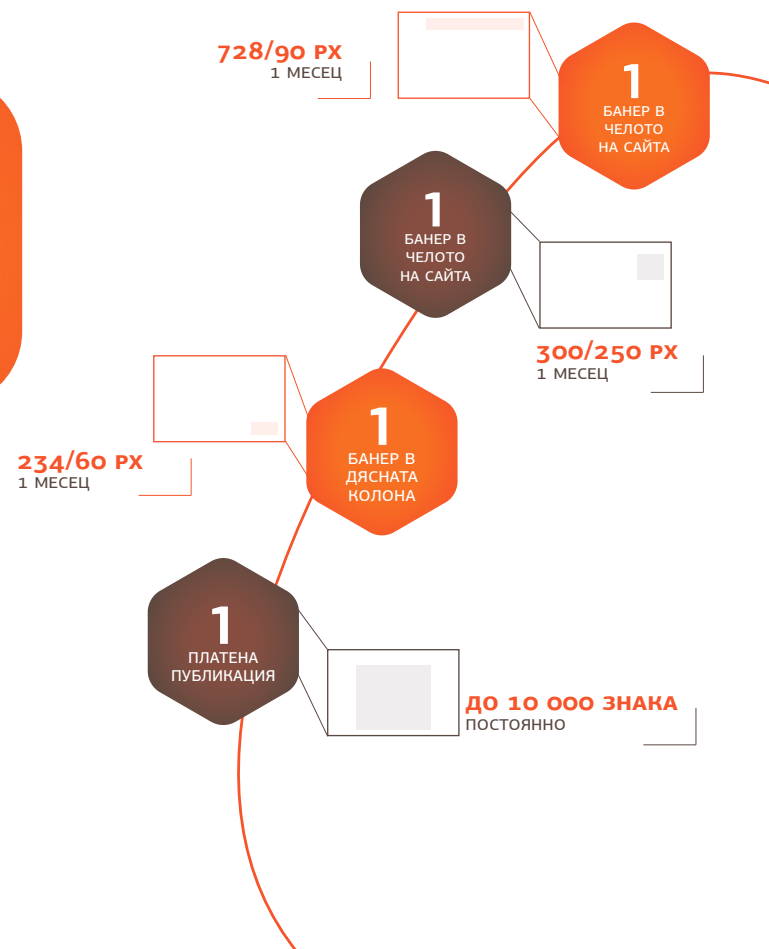 728/90 PX
1 МЕСЕЦ
1
БАНЕР В
ЧЕЛОТО
НА САЙТА
1
БАНЕР В
ЧЕЛОТО
НА САЙТА
300/250 PX
1 МЕСЕЦ
1
БАНЕР В
ДЯСНАТА
КОЛОНА
234/60 PX
1 МЕСЕЦ
1
ПЛАТЕНА
ПУБЛИКАЦИЯ
ДО 10 000 ЗНАКА
ПОСТОЯННО